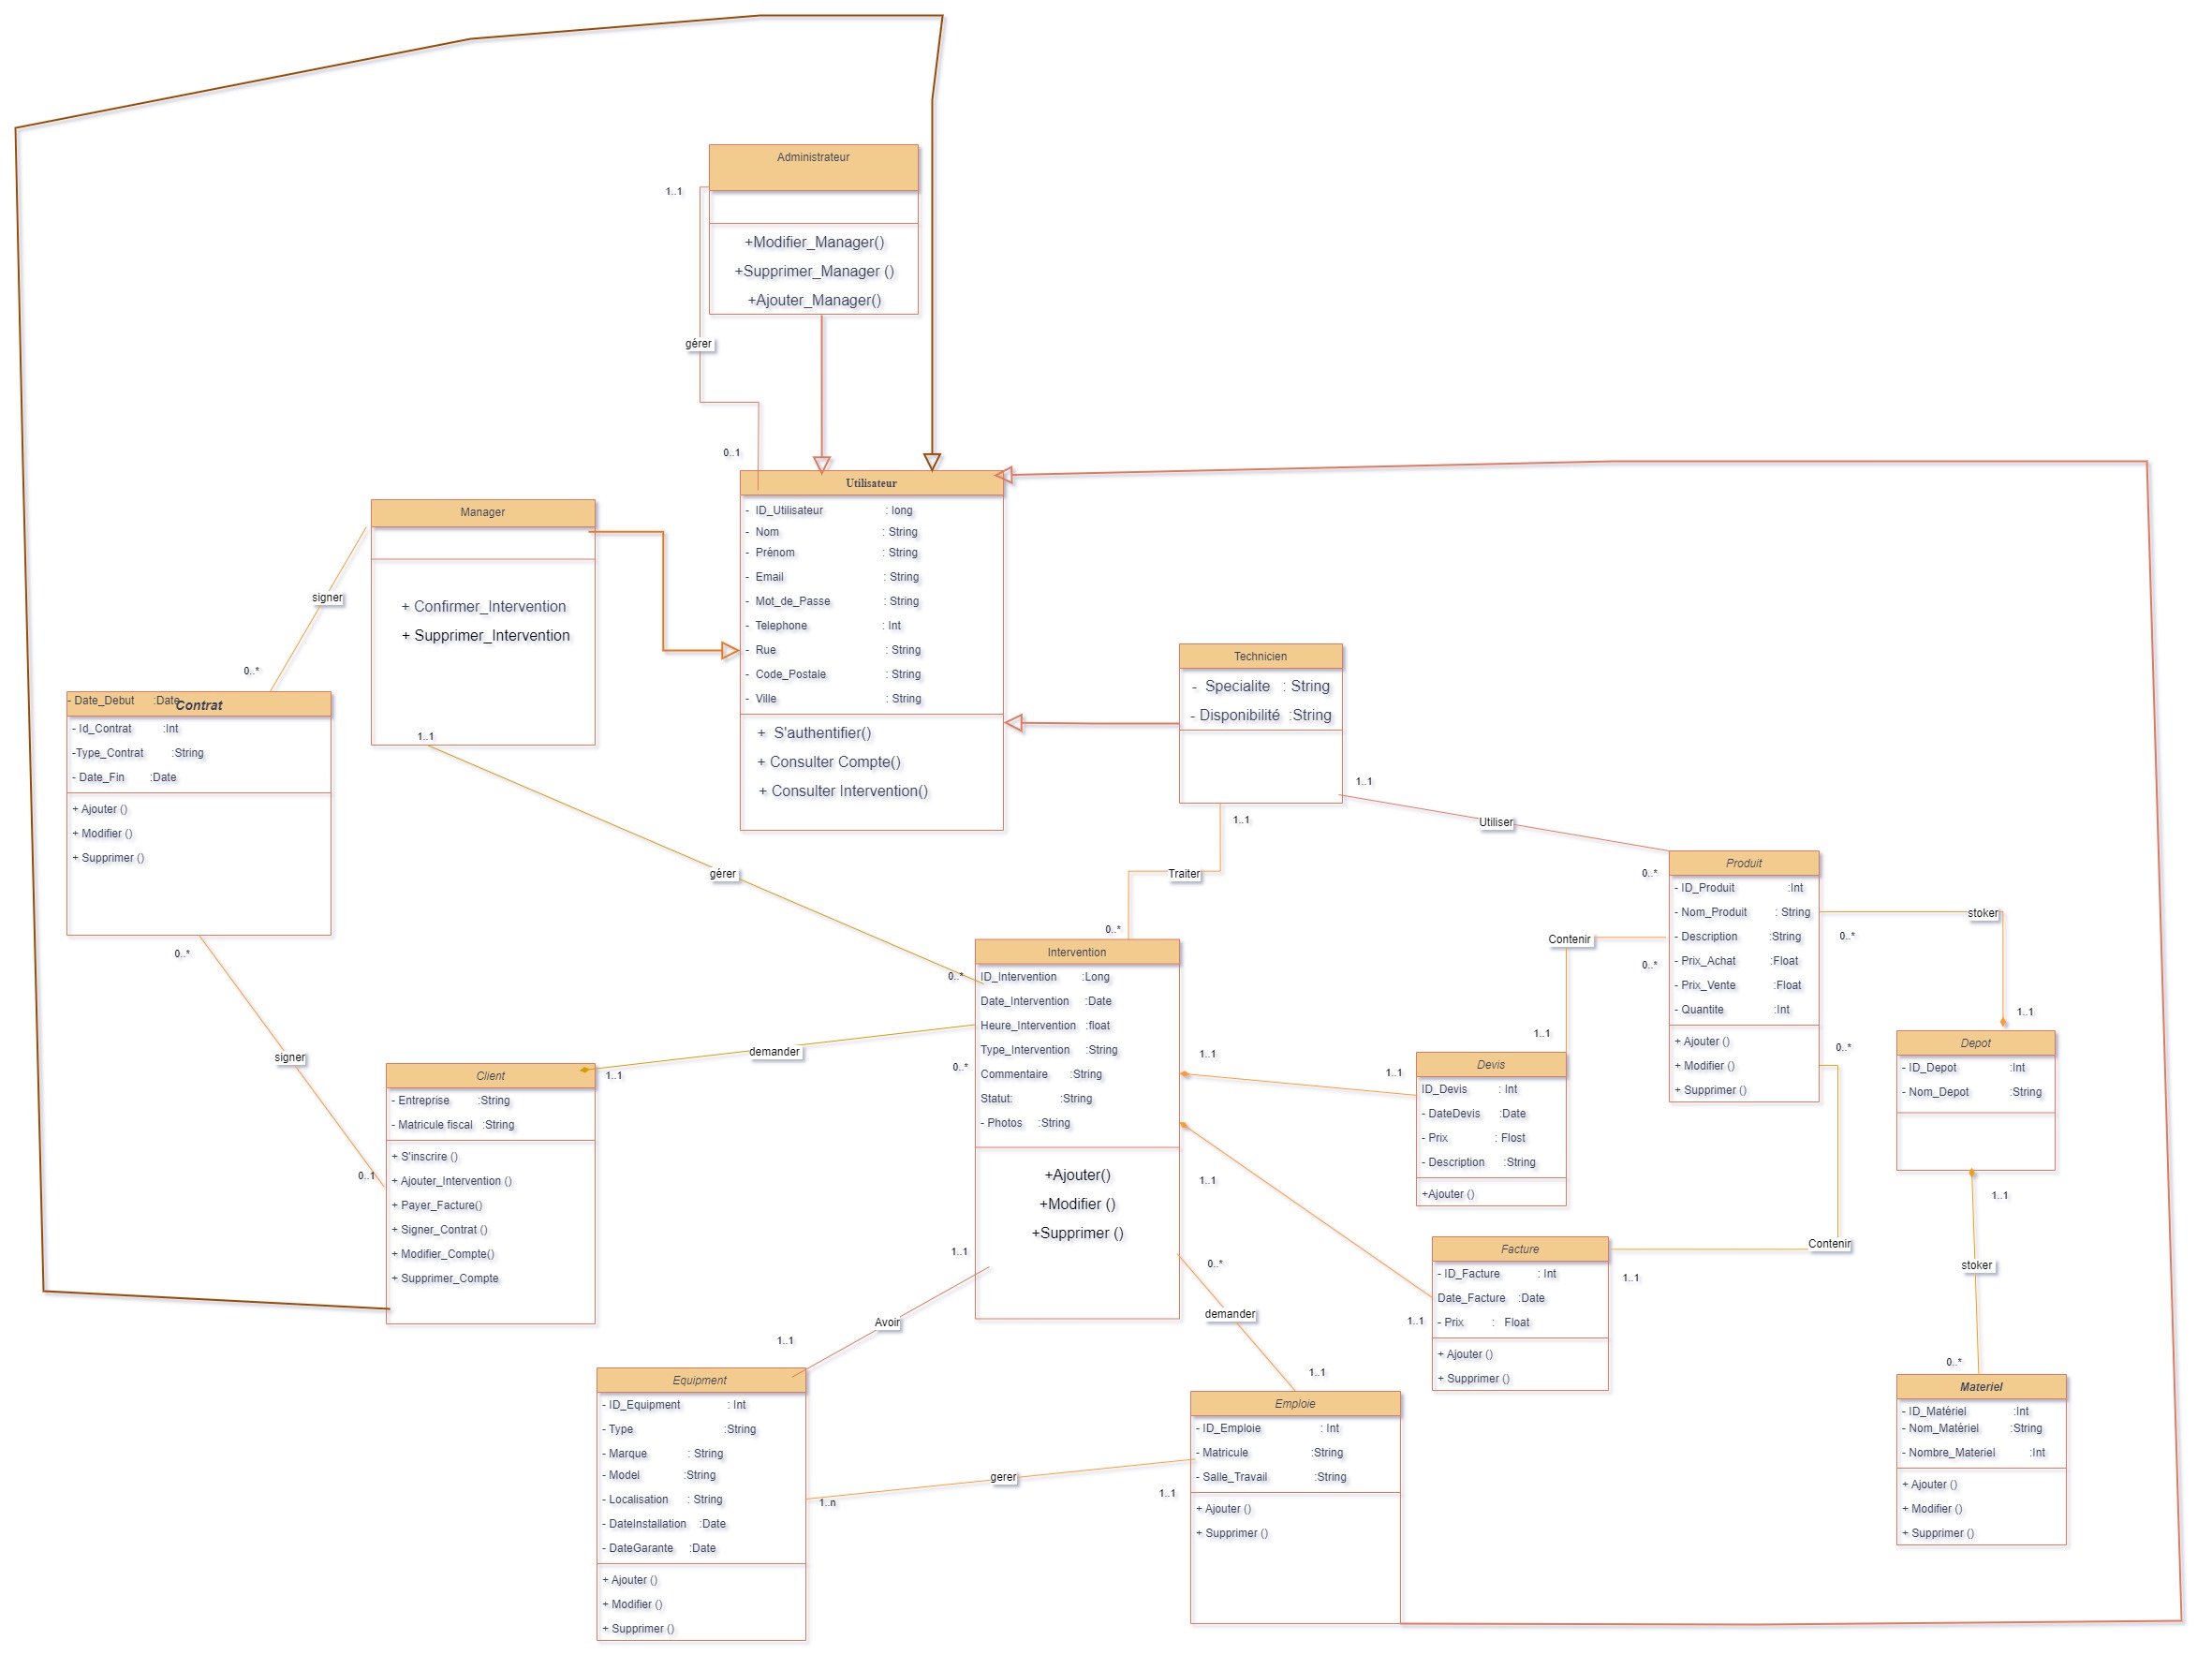 Administrateur
1..1
+Modifier_Manager()
+Supprimer_Manager ()
+Ajouter_Manager()
gérer
0..1
Utilisateur
- ID_Utilisateur : long
- Nom : String
- Prénom : String
- Email : String
- Mot_de_Passe : String
- Telephone : Int
- Rue : String
- Code_Postale : String
- Ville : String
+ S'authentifier()
+ Consulter Compte()
+ Consulter Intervention()
Manager
+ Confirmer_Intervention
+ Supprimer_Intervention
1..1
signer
0..*
Contrat
- Date_Debut :Date
- Id_Contrat :Int
-Type_Contrat :String
- Date_Fin :Date
+ Ajouter ()
+ Modifier ()
+ Supprimer ()
0..*
signer
0..1
gérer
0..*
Technicien
- Specialite : String
- Disponibilité :String
1..1
Utiliser
0..*
1..1
Traiter
0..*
Produit
- ID_Produit :Int
- Nom_Produit : String
- Description :String
- Prix_Achat :Float
- Prix_Vente :Float
- Quantite :Int
+ Ajouter ()
+ Modifier ()
+ Supprimer ()
stoker
0..*
1..1
Contenir
0..*
1..1
0..*
Contenir
1..1
Depot
- ID_Depot :Int
- Nom_Depot :String
1..1
stoker
0..*
Materiel
- ID_Matériel :Int
- Nom_Matériel :String
- Nombre_Materiel :Int
+ Ajouter ()
+ Modifier ()
+ Supprimer ()
Intervention
ID_Intervention :Long
Date_Intervention :Date
Heure_Intervention :float
Type_Intervention :String
Commentaire :String
Statut: :String
- Photos :String
+Ajouter()
+Modifier ()
+Supprimer ()
Client
- Entreprise :String
- Matricule fiscal :String
+ S'inscrire ()
+ Ajouter_Intervention ()
+ Payer_Facture()
+ Signer_Contrat ()
+ Modifier_Compte()
+ Supprimer_Compte
1..1
demander
0..*
1..1
1..1
Devis
ID_Devis : Int
- DateDevis :Date
- Prix : Flost
- Description :String
+Ajouter ()
1..1
1..1
Facture
- ID_Facture : Int
Date_Facture :Date
- Prix : Float
+ Ajouter ()
+ Supprimer ()
1..1
Avoir
1..1
0..*
demander
1..1
Equipment
- ID_Equipment : Int
- Type :String
- Marque : String
- Model :String
- Localisation : String
- DateInstallation :Date
- DateGarante :Date
+ Ajouter ()
+ Modifier ()
+ Supprimer ()
1..n
gerer
1..1
Emploie
- ID_Emploie : Int
- Matricule :String
- Salle_Travail :String
+ Ajouter ()
+ Supprimer ()